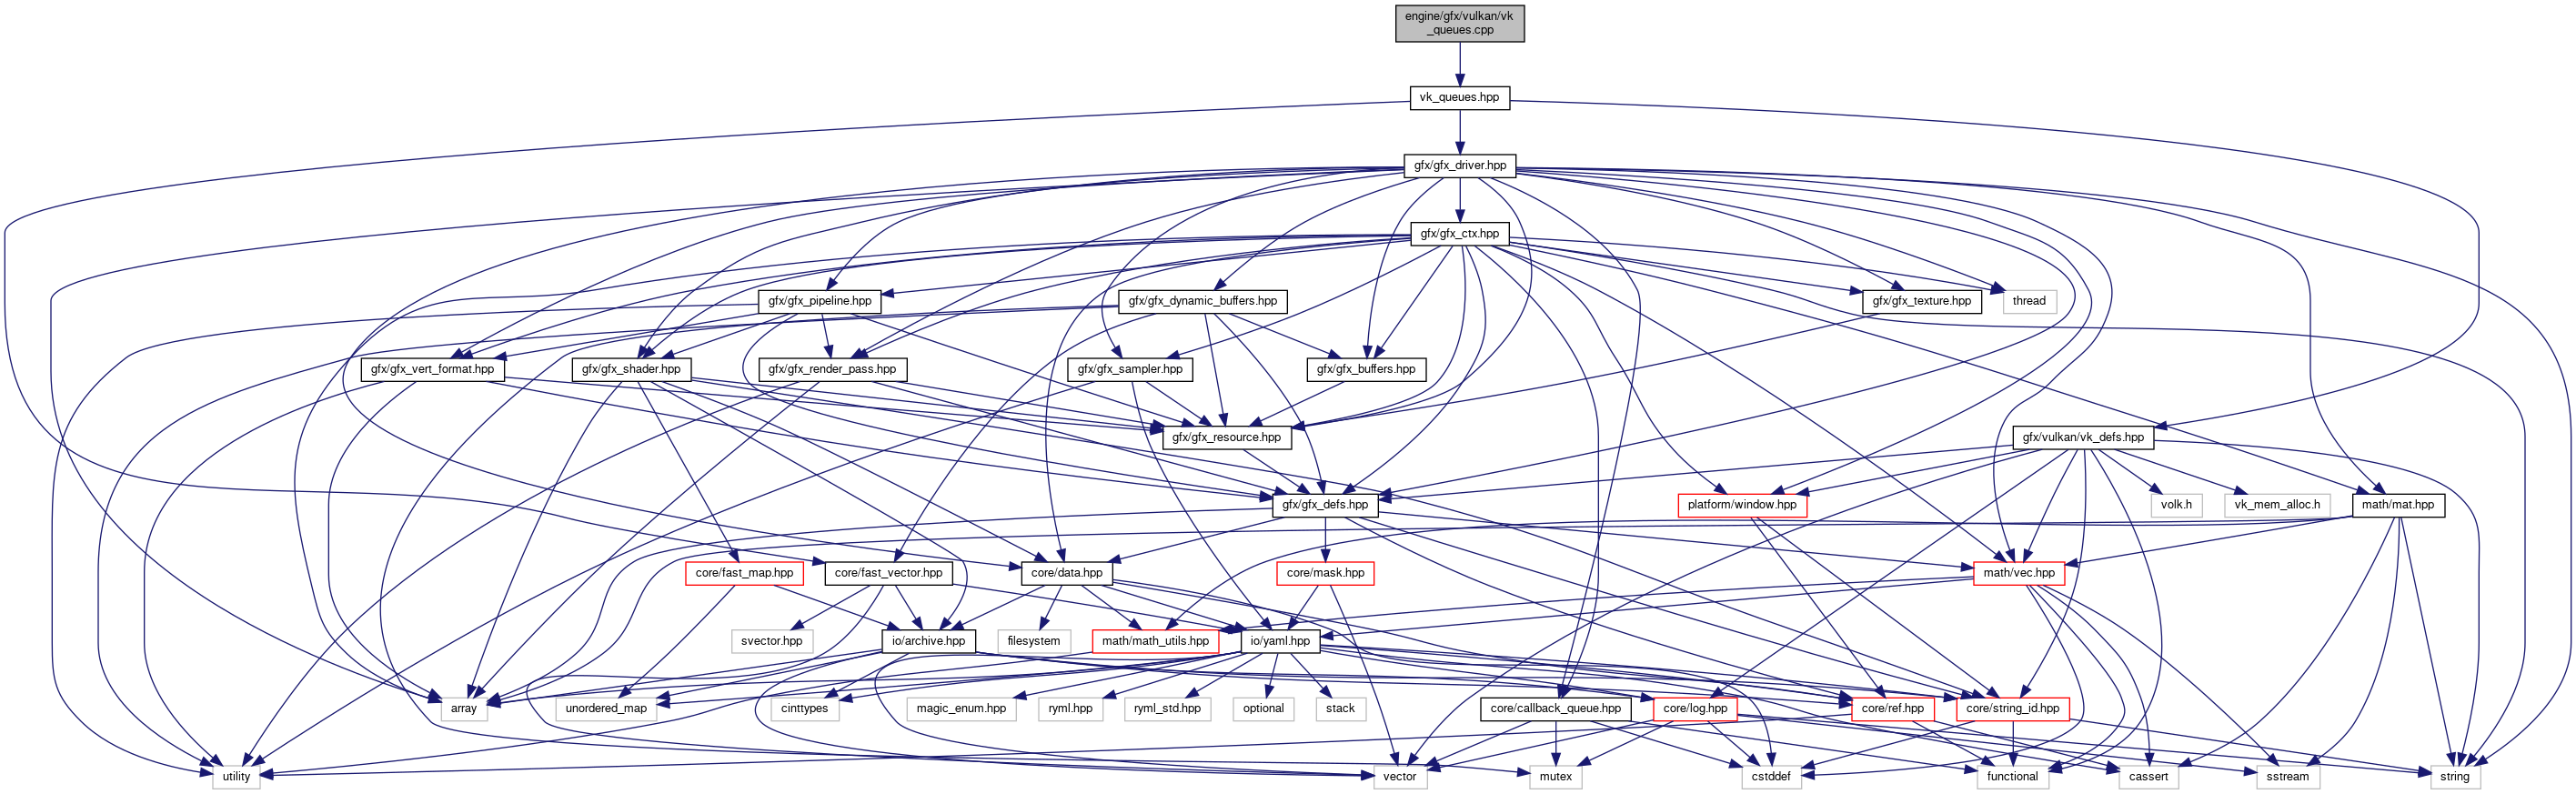 engine/gfx/vulkan/vk
_queues.cpp
vk_queues.hpp
gfx/gfx_driver.hpp
gfx/gfx_ctx.hpp
gfx/gfx_pipeline.hpp
gfx/gfx_dynamic_buffers.hpp
gfx/gfx_texture.hpp
thread
gfx/gfx_vert_format.hpp
gfx/gfx_shader.hpp
gfx/gfx_render_pass.hpp
gfx/gfx_sampler.hpp
gfx/gfx_buffers.hpp
gfx/gfx_resource.hpp
gfx/vulkan/vk_defs.hpp
gfx/gfx_defs.hpp
platform/window.hpp
volk.h
vk_mem_alloc.h
math/mat.hpp
core/fast_map.hpp
core/fast_vector.hpp
core/data.hpp
core/mask.hpp
math/vec.hpp
svector.hpp
io/archive.hpp
filesystem
math/math_utils.hpp
io/yaml.hpp
array
unordered_map
cinttypes
magic_enum.hpp
ryml.hpp
ryml_std.hpp
optional
stack
core/callback_queue.hpp
core/log.hpp
core/ref.hpp
core/string_id.hpp
utility
vector
mutex
cstddef
functional
cassert
sstream
string